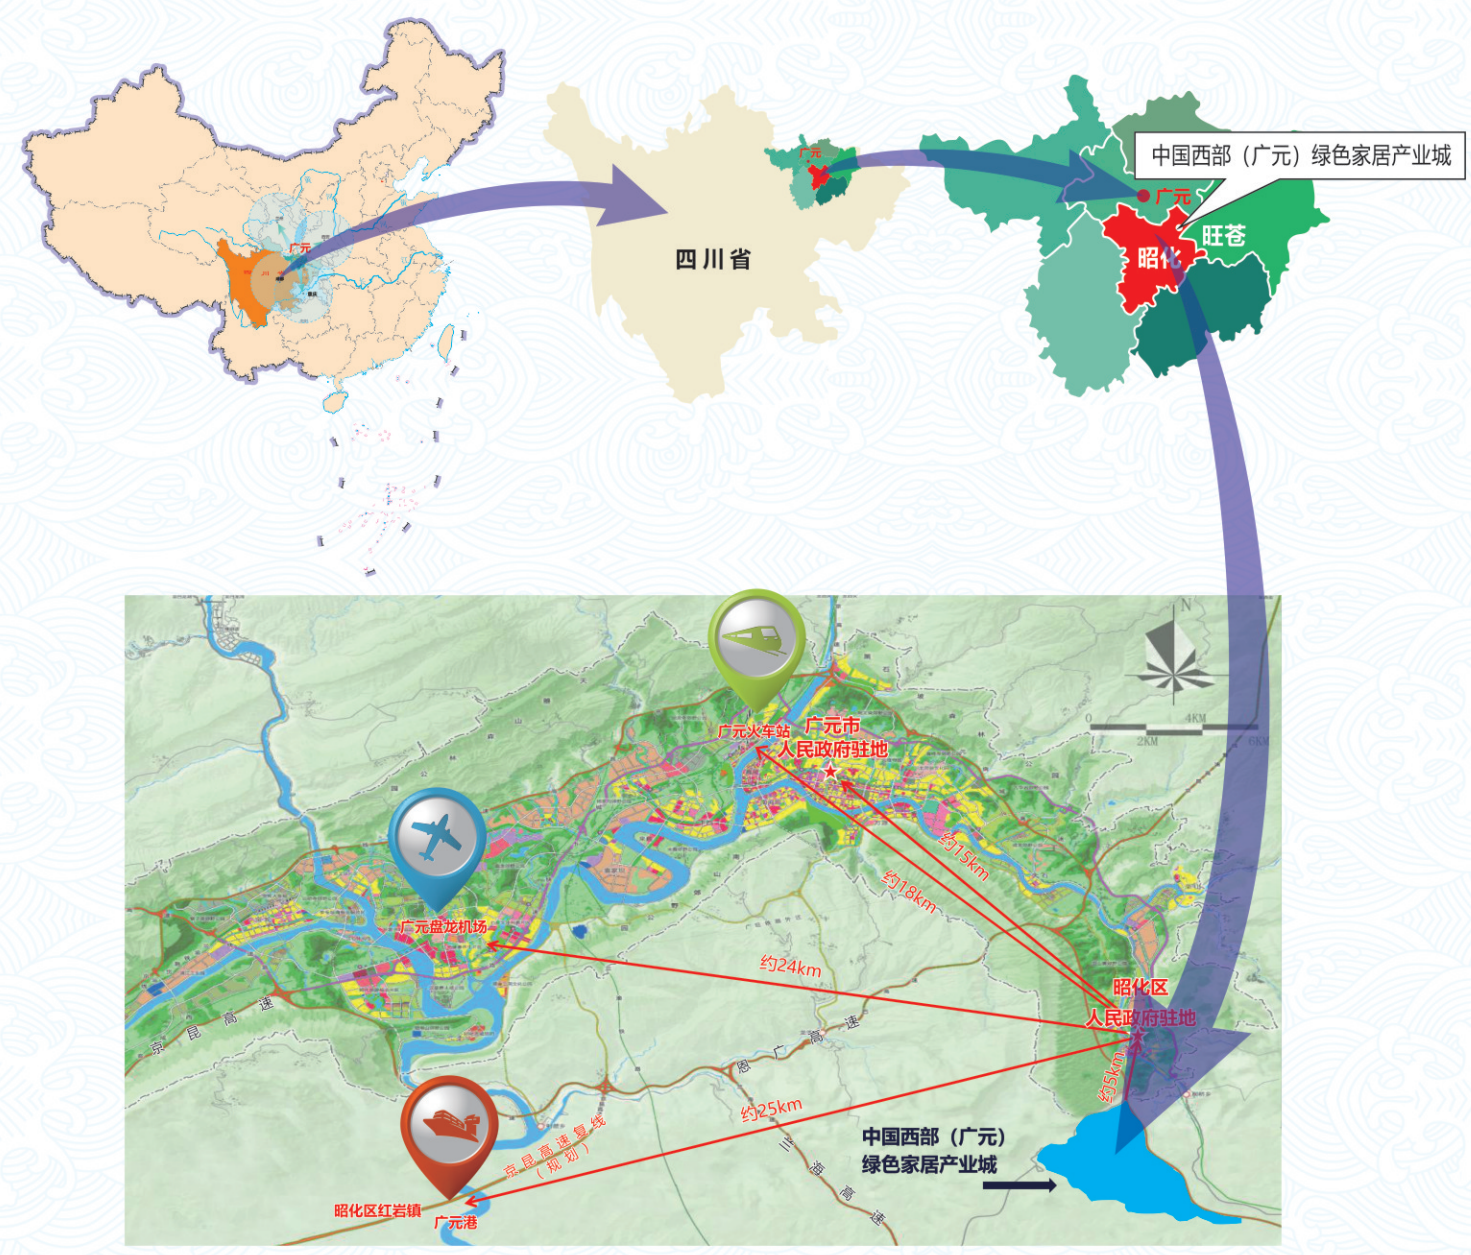 广元
四川省
广元
广元
中国西部（广元）绿色家居产业城
旺苍
昭化
N
0
4KM
2KM
6KM
广元火车站
广元市
人民政府驻地
约15km
约18km
广元盘龙机场
约24km
昭化区
人民政府驻地
约5km
京昆高速
恩广高速
约25km
京昆高速复线
（规划）
兰海高速
中国西部（广元）
绿色家居产业城
昭化区红岩镇
广元港